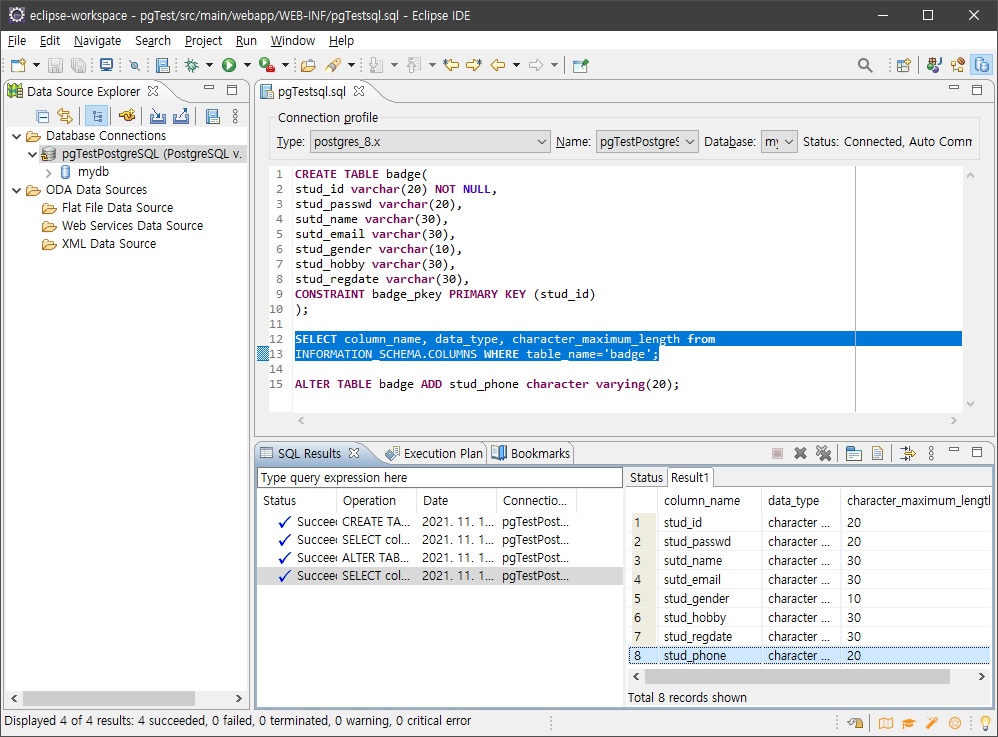 eclipse-workspace - pgTest/src/main/webapp/WEB-INF/pgTestsql.sql - Eclipse IDE
File Edit Navigate Search Project Run Window Help
Data Source Explorer
Database Connections
pgTestPostgreSQL (PostgreSQL v.
mydb
ODA Data Sources
Flat File Data Source
Web Services Data Source
XML Data Source
pgTestsql.sql
Connection profile
Type: postgres_8.x Name: pgTestPostgreS Database: my Status: Connected, Auto Comm
1 CREATE TABLE badge(
2 stud_id varchar(20) NOT NULL,
3 stud_passwd varchar(20),
4 sutd_name varchar(30),
5 sutd_email varchar(30),
6 stud_gender varchar(10),
7 stud_hobby varchar(30),
8 stud_regdate varchar(30),
9 CONSTRAINT badge_pkey PRIMARY KEY (stud_id)
10 );
11
12 SELECT column_name, data_type, character_maximum_length from
13 INFORMATION_SCHEMA.COLUMNS WHERE table_name='badge';
14
15 ALTER TABLE badge ADD stud_phone character varying(20);
SQL Results Execution Plan Bookmarks
Type query expression here
Status Operation Date Connectio...
Succee CREATE TA... 2021. 11. 1... pgTestPost...
Succee SELECT col... 2021. 11. 1... pgTestPost...
Succee ALTER TAB... 2021. 11. 1... pgTestPost...
Succee SELECT col... 2021. 11. 1... pgTestPost...
Status Result1
column_name data_type character_maximum_length
1 stud_id character ... 20
2 stud_passwd character ... 20
3 sutd_name character ... 30
4 sutd_email character ... 30
5 stud_gender character ... 10
6 stud_hobby character ... 30
7 stud_regdate character ... 30
8 stud_phone character ... 20
Total 8 records shown
Displayed 4 of 4 results: 4 succeeded, 0 failed, 0 terminated, 0 warning, 0 critical error